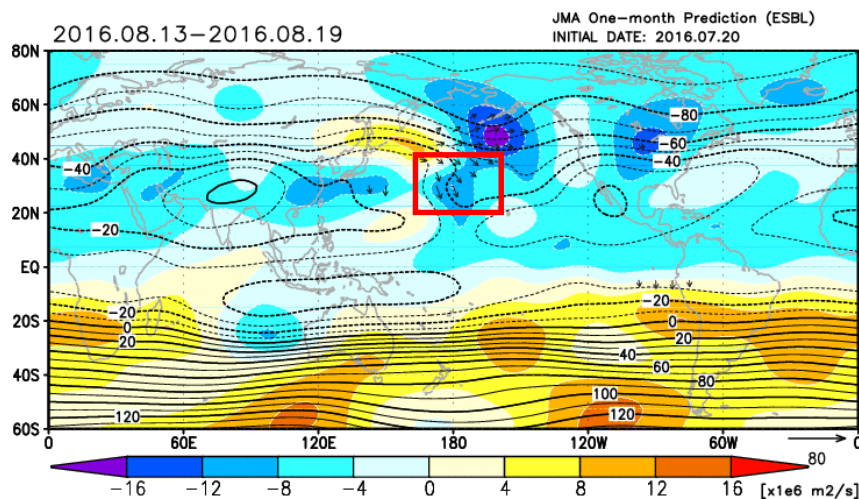 JMA One-month Prediction (ESBL)
2016.08.13-2016.08.19
INITIAL DATE: 2016.07.20
80N
60N
40N
20N
EQ
20S
40S
60S
-80
-60
-40
-40
-20
-20
-20
0
0
20
20
40
60
80
100
120
120
0
60E
120E
180
120W
60W
0
80
-16
-12
-8
-4
0
4
8
12
16
[x1e6 m2/s]